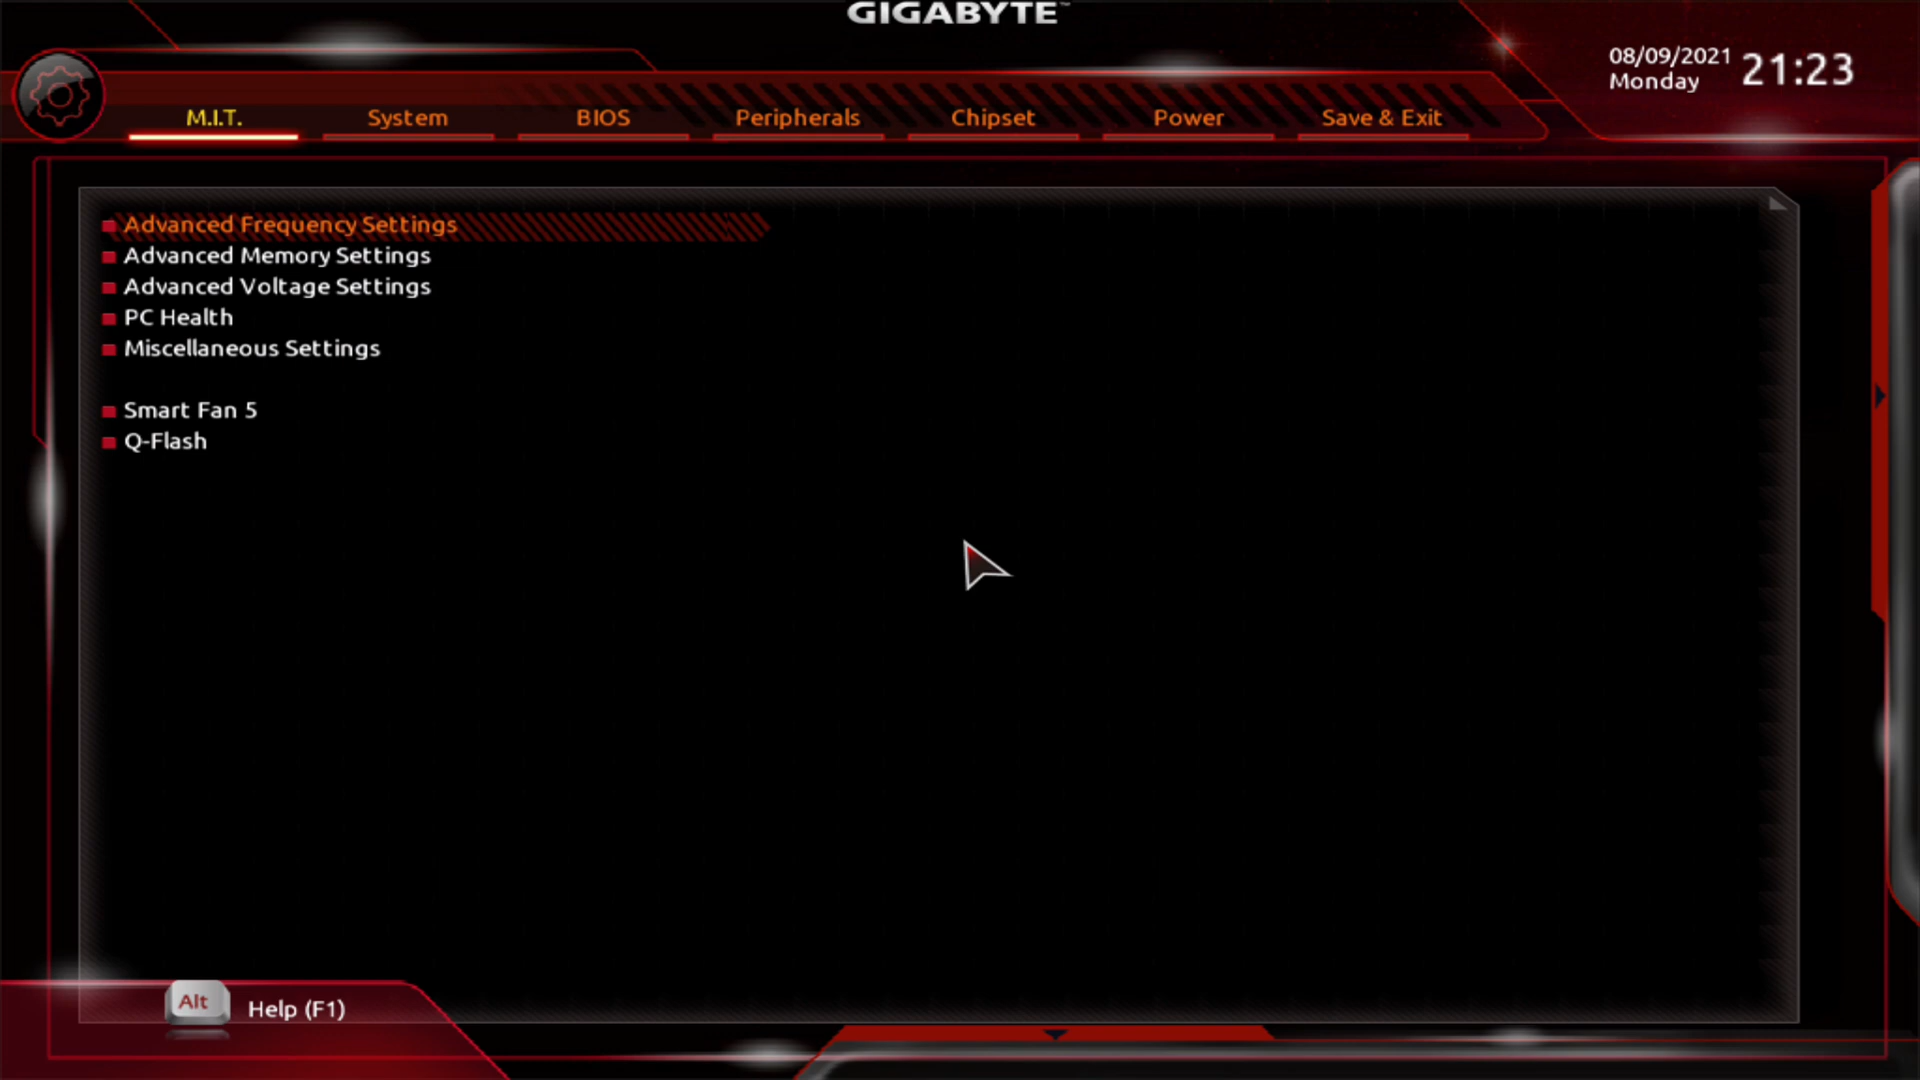 GIGABYTE™
08/09/2021
Monday
21:23
M.I.T. System BIOS Peripherals Chipset Power Save & Exit
Advanced Frequency Settings
Advanced Memory Settings
Advanced Voltage Settings
PC Health
Miscellaneous Settings
Smart Fan 5
Q-Flash
Alt Help (F1)